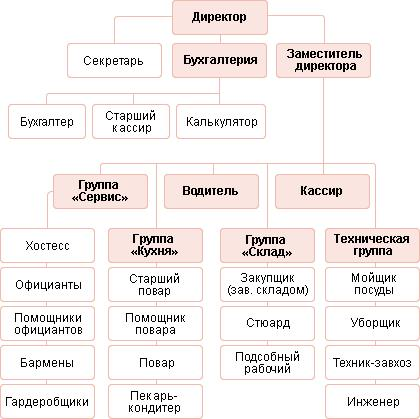 Директор
Секретарь
Бухгалтерия
Заместитель
директора
Бухгалтер
Старший
кассир
Калькулятор
Группа
«Сервис»
Водитель
Кассир
Хостесс
Группа
«Кухня»
Группа
«Склад»
Техническая
группа
Официанты
Старший
повар
Закупщик
(зав. складом)
Мойщик
посуды
Помощники
официантов
Помощник
повара
Стюард
Уборщик
Бармены
Повар
Подсобный
рабочий
Техник-завхоз
Гардеробщики
Пекарь-
кондитер
Инженер